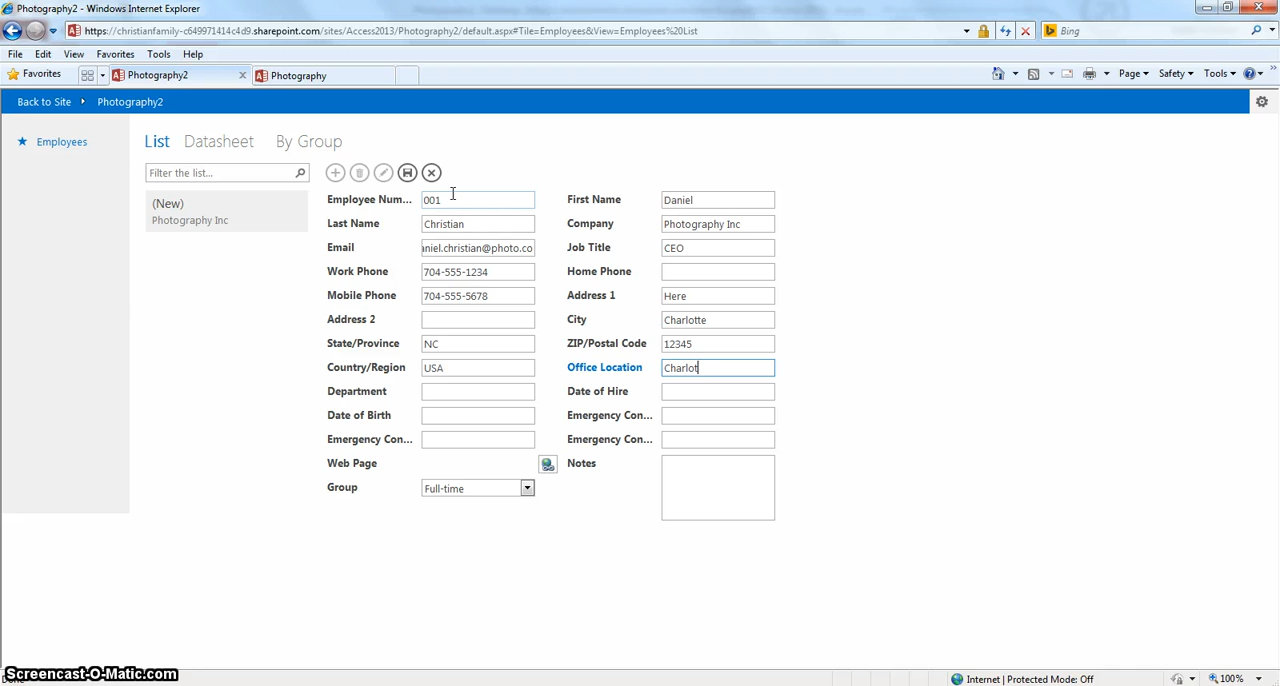 Photography2 - Windows Internet Explorer
https://christianfamily-c649971414c4d9.sharepoint.com/sites/Access2013/Photography2/default.aspx#Tile=Employees&View=Employees%20List
Bing
File Edit View Favorites Tools Help
Favorites Photography2 Photography Page Safety Tools
Back to Site Photography2
Employees
List Datasheet By Group
Filter the list...
(New)
Photography Inc
Employee Num... 001 First Name Daniel
Last Name Christian Company Photography Inc
Email aniel.christian@photo.co Job Title CEO
Work Phone 704-555-1234 Home Phone
Mobile Phone 704-555-5678 Address 1 Here
Address 2 City Charlotte
State/Province NC ZIP/Postal Code 12345
Country/Region USA Office Location Charlot
Department Date of Hire
Date of Birth Emergency Con...
Emergency Con... Emergency Con...
Web Page Notes
Group Full-time
Screencast-O-Matic.com
Internet | Protected Mode: Off 100%